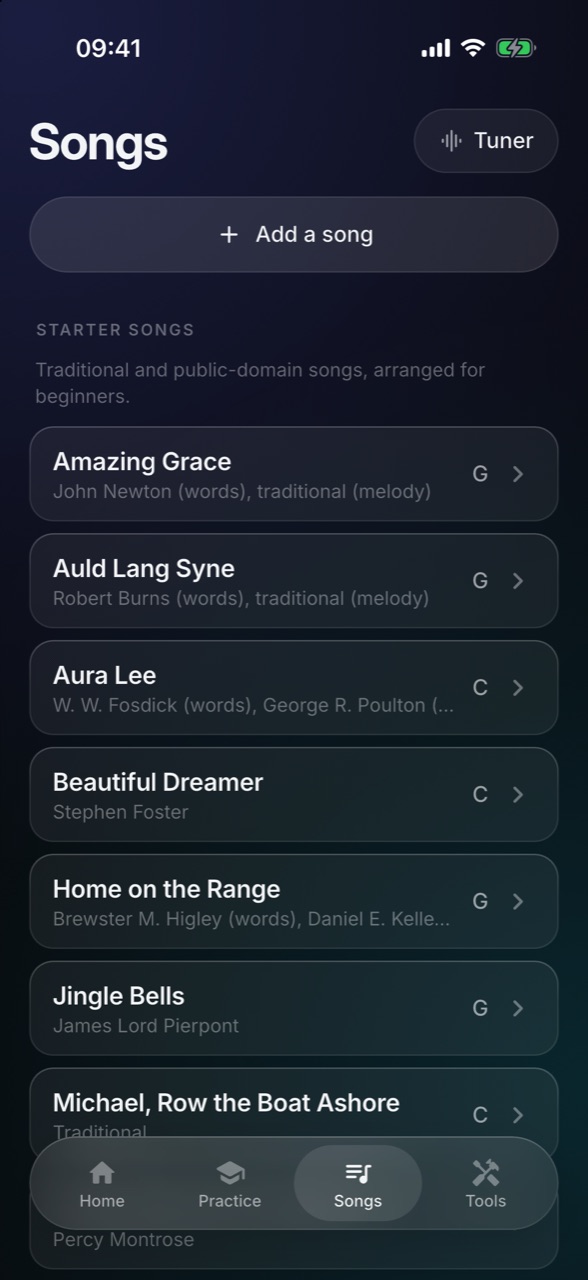 09:41
Songs
Tuner
+ Add a song
STARTER SONGS
Traditional and public-domain songs, arranged for
beginners.
Amazing Grace
John Newton (words), traditional (melody)
G
Auld Lang Syne
Robert Burns (words), traditional (melody)
G
Aura Lee
W. W. Fosdick (words), George R. Poulton (...
C
Beautiful Dreamer
Stephen Foster
C
Home on the Range
Brewster M. Higley (words), Daniel E. Kelle...
G
Jingle Bells
James Lord Pierpont
G
Michael, Row the Boat Ashore
Traditional
C
Home
Practice
Songs
Tools
Percy Montrose